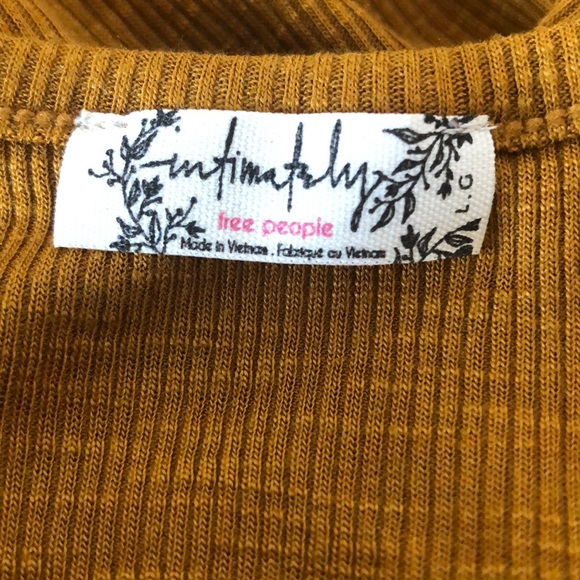 intimately
free people
Made in Vietnam . Fabriqué au Vietnam
L.G